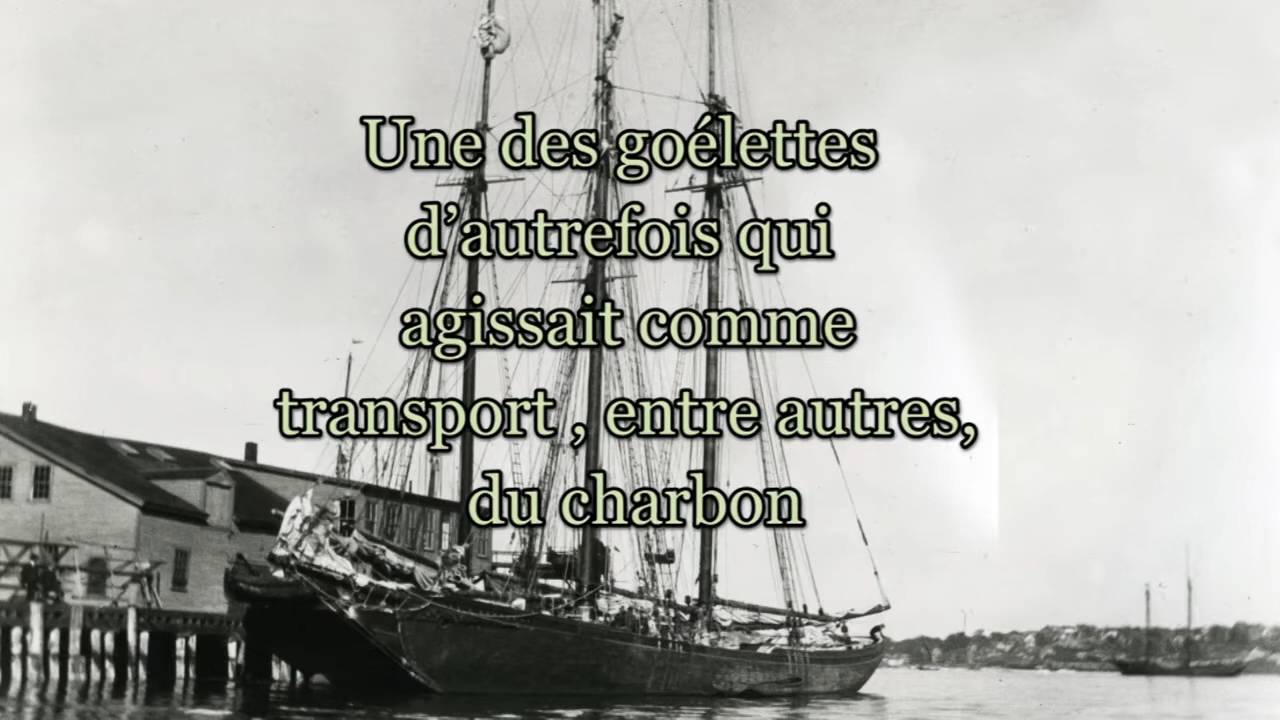 Une des goélettes
d’autrefois qui
agissait comme
transport , entre autres,
du charbon